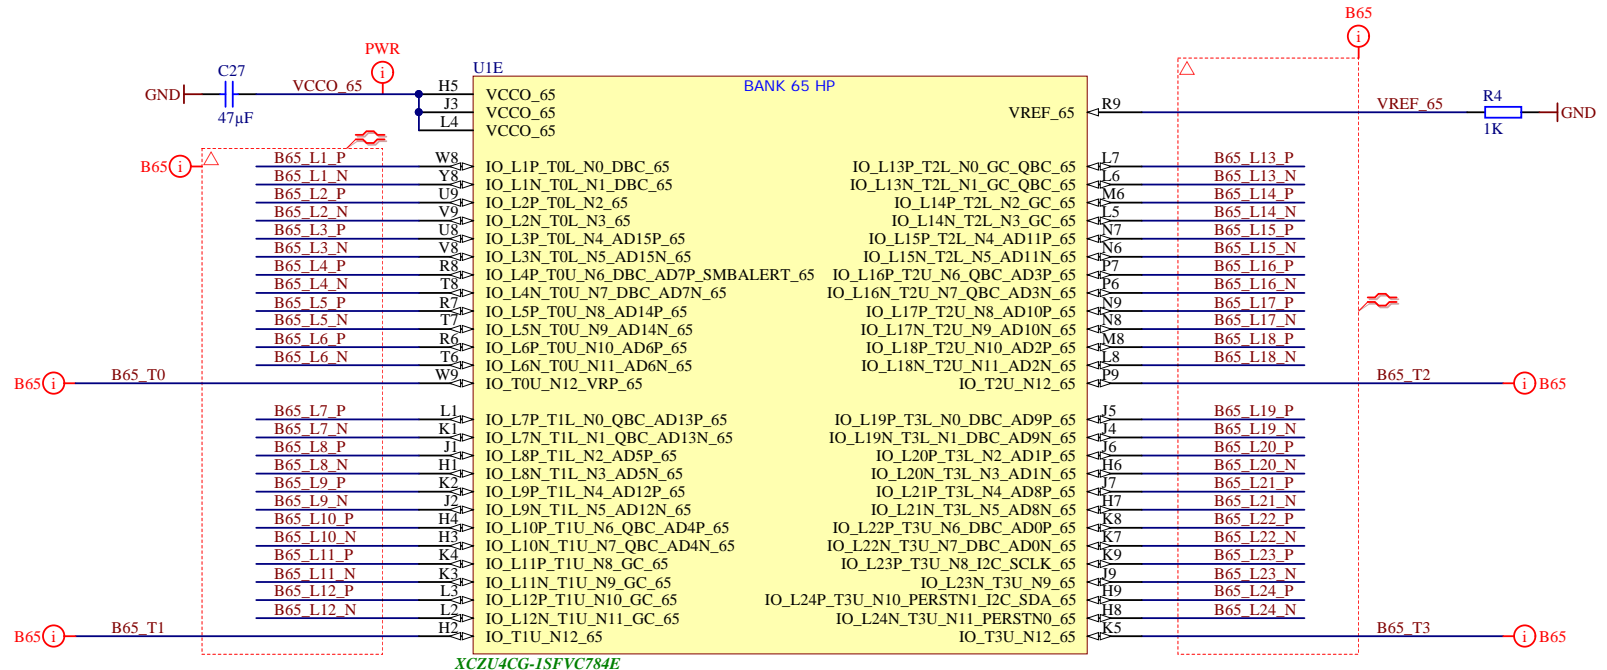 B65
PWR
U1E
BANK 65 HP
C27
GND
VCCO_65
47µF
H5 VCCO_65
J3 VCCO_65
L4 VCCO_65
VREF_65 R9 VREF_65
R4
1K
GND
B65
B65_L1_P W8 IO_L1P_T0L_N0_DBC_65 IO_L13P_T2L_N0_GC_QBC_65 L7 B65_L13_P
B65_L1_N Y8 IO_L1N_T0L_N1_DBC_65 IO_L13N_T2L_N1_GC_QBC_65 L6 B65_L13_N
B65_L2_P U9 IO_L2P_T0L_N2_65 IO_L14P_T2L_N2_GC_65 M6 B65_L14_P
B65_L2_N V9 IO_L2N_T0L_N3_65 IO_L14N_T2L_N3_GC_65 L5 B65_L14_N
B65_L3_P U8 IO_L3P_T0L_N4_AD15P_65 IO_L15P_T2L_N4_AD11P_65 N7 B65_L15_P
B65_L3_N V8 IO_L3N_T0L_N5_AD15N_65 IO_L15N_T2L_N5_AD11N_65 N6 B65_L15_N
B65_L4_P R8 IO_L4P_T0U_N6_DBC_AD7P_SMBALERT_65 IO_L16P_T2U_N6_QBC_AD3P_65 P7 B65_L16_P
B65_L4_N T8 IO_L4N_T0U_N7_DBC_AD7N_65 IO_L16N_T2U_N7_QBC_AD3N_65 P6 B65_L16_N
B65_L5_P R7 IO_L5P_T0U_N8_AD14P_65 IO_L17P_T2U_N8_AD10P_65 N9 B65_L17_P
B65_L5_N T7 IO_L5N_T0U_N9_AD14N_65 IO_L17N_T2U_N9_AD10N_65 N8 B65_L17_N
B65_L6_P R6 IO_L6P_T0U_N10_AD6P_65 IO_L18P_T2U_N10_AD2P_65 M8 B65_L18_P
B65_L6_N T6 IO_L6N_T0U_N11_AD6N_65 IO_L18N_T2U_N11_AD2N_65 L8 B65_L18_N
B65 B65_T0 W9 IO_T0U_N12_VRP_65 IO_T2U_N12_65 P9 B65_T2 B65
B65_L7_P L1 IO_L7P_T1L_N0_QBC_AD13P_65 IO_L19P_T3L_N0_DBC_AD9P_65 J5 B65_L19_P
B65_L7_N K1 IO_L7N_T1L_N1_QBC_AD13N_65 IO_L19N_T3L_N1_DBC_AD9N_65 J4 B65_L19_N
B65_L8_P J1 IO_L8P_T1L_N2_AD5P_65 IO_L20P_T3L_N2_AD1P_65 J6 B65_L20_P
B65_L8_N H1 IO_L8N_T1L_N3_AD5N_65 IO_L20N_T3L_N3_AD1N_65 H6 B65_L20_N
B65_L9_P K2 IO_L9P_T1L_N4_AD12P_65 IO_L21P_T3L_N4_AD8P_65 J7 B65_L21_P
B65_L9_N J2 IO_L9N_T1L_N5_AD12N_65 IO_L21N_T3L_N5_AD8N_65 H7 B65_L21_N
B65_L10_P H4 IO_L10P_T1U_N6_QBC_AD4P_65 IO_L22P_T3U_N6_DBC_AD0P_65 K8 B65_L22_P
B65_L10_N H3 IO_L10N_T1U_N7_QBC_AD4N_65 IO_L22N_T3U_N7_DBC_AD0N_65 K7 B65_L22_N
B65_L11_P K4 IO_L11P_T1U_N8_GC_65 IO_L23P_T3U_N8_I2C_SCLK_65 K9 B65_L23_P
B65_L11_N K3 IO_L11N_T1U_N9_GC_65 IO_L23N_T3U_N9_65 J9 B65_L23_N
B65_L12_P L3 IO_L12P_T1U_N10_GC_65 IO_L24P_T3U_N10_PERSTN1_I2C_SDA_65 H9 B65_L24_P
B65_L12_N L2 IO_L12N_T1U_N11_GC_65 IO_L24N_T3U_N11_PERSTN0_65 H8 B65_L24_N
B65 B65_T1 H2 IO_T1U_N12_65 IO_T3U_N12_65 K5 B65_T3 B65
XCZU4CG-1SFVC784E